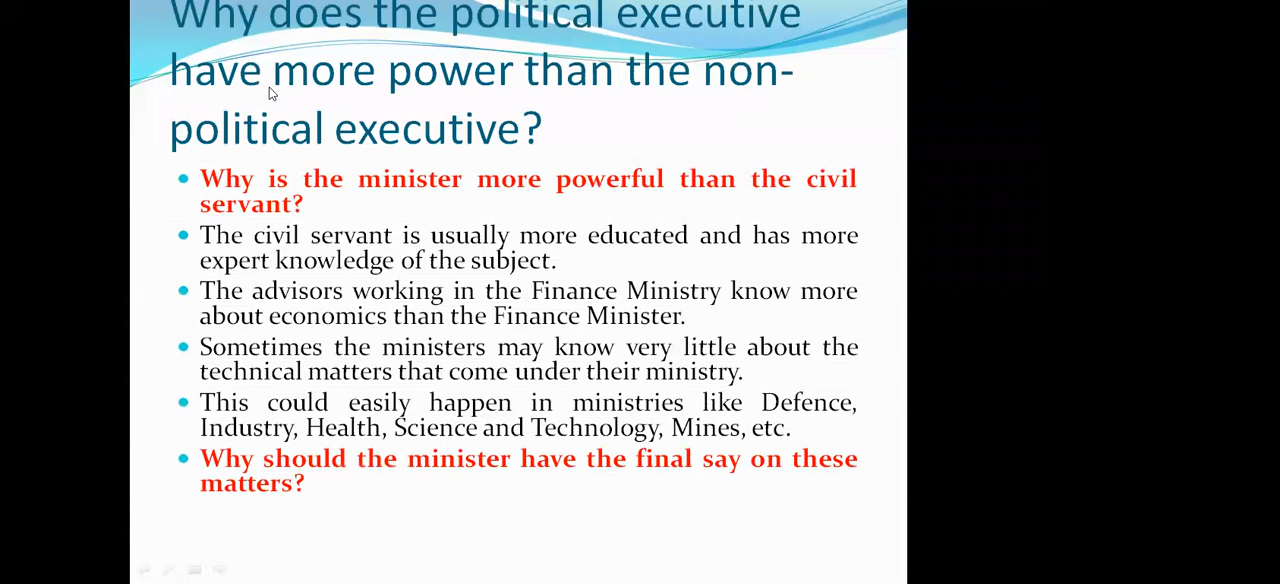 Why does the political executive
have more power than the non-
political executive?
• Why is the minister more powerful than the civil
servant?
• The civil servant is usually more educated and has more
expert knowledge of the subject.
• The advisors working in the Finance Ministry know more
about economics than the Finance Minister.
• Sometimes the ministers may know very little about the
technical matters that come under their ministry.
• This could easily happen in ministries like Defence,
Industry, Health, Science and Technology, Mines, etc.
• Why should the minister have the final say on these
matters?